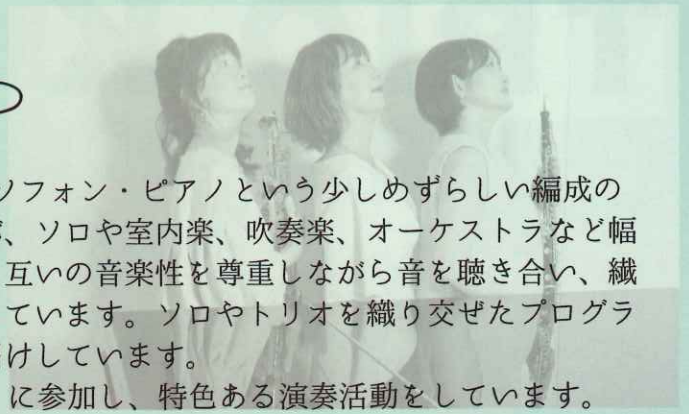 ソフォン・ピアノという少しめずらしい編成の
、ソロや室内楽、吹奏楽、オーケストラなど幅
互いの音楽性を尊重しながら音を聴き合い、繊
ています。ソロやトリオを織り交ぜたプログラ
けしています。
に参加し、特色ある演奏活動をしています。